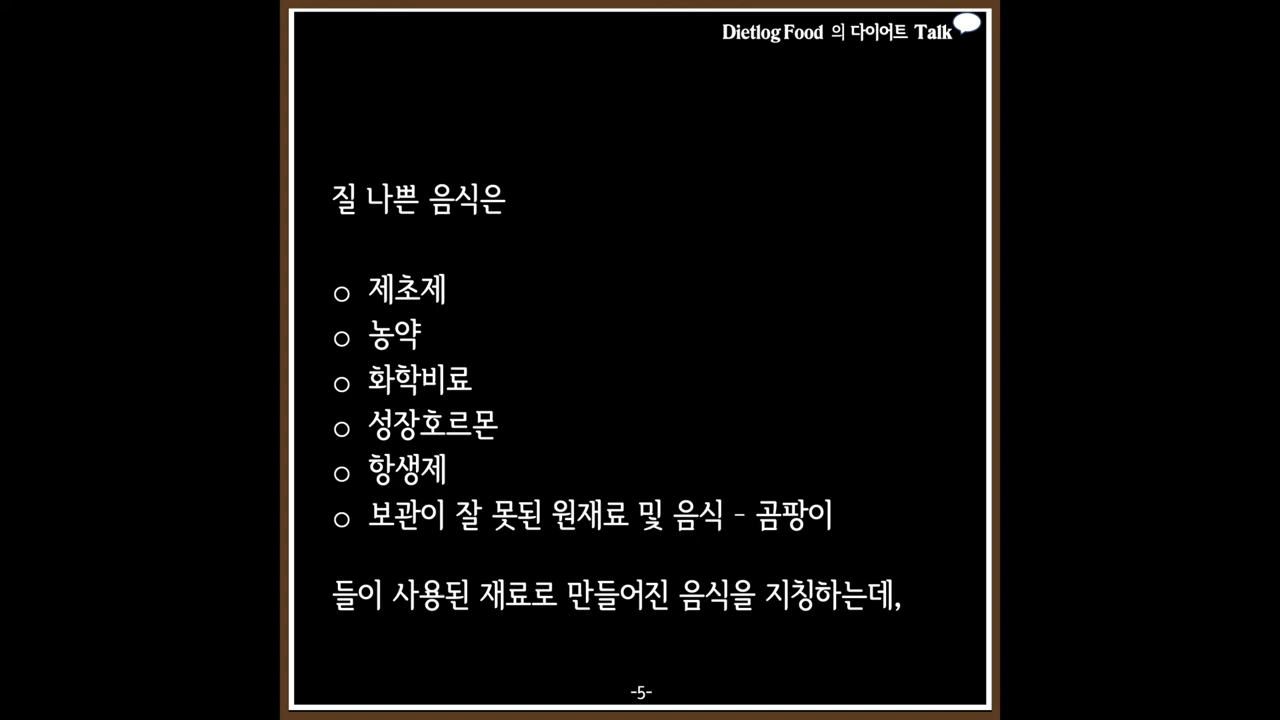 Dietlog Food 의 다이어트 Talk
질 나쁜 음식은
○ 제초제
○ 농약
○ 화학비료
○ 성장호르몬
○ 항생제
○ 보관이 잘 못된 원재료 및 음식 - 곰팡이
들이 사용된 재료로 만들어진 음식을 지칭하는데,
-5-